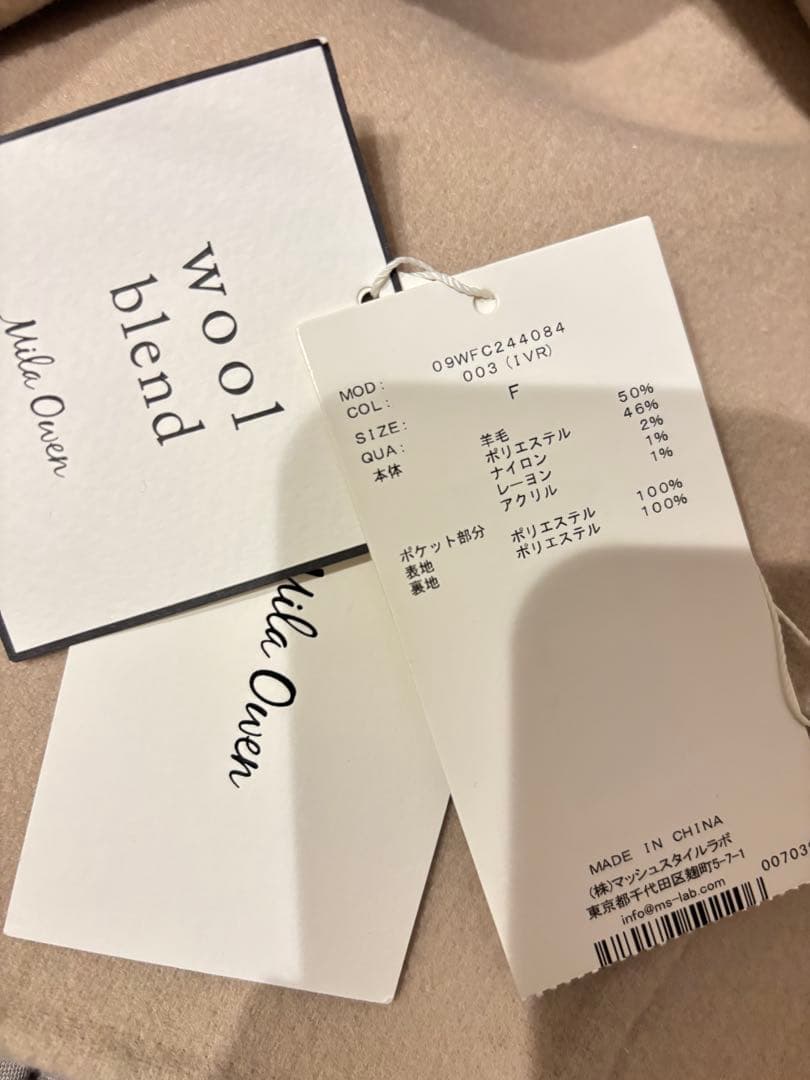 wool
blend
Mila Owen
Mila Owen
MOD: 09WFC244084
COL: 003(IVR)
SIZE: F
QUA:
本体 羊毛 50%
ポリエステル 46%
ナイロン 2%
レーヨン 1%
アクリル 1%
ポケット部分
表地 ポリエステル 100%
裏地 ポリエステル 100%
MADE IN CHINA
(株)マッシュスタイルラボ
東京都千代田区麹町5-7-1
info@ms-lab.com